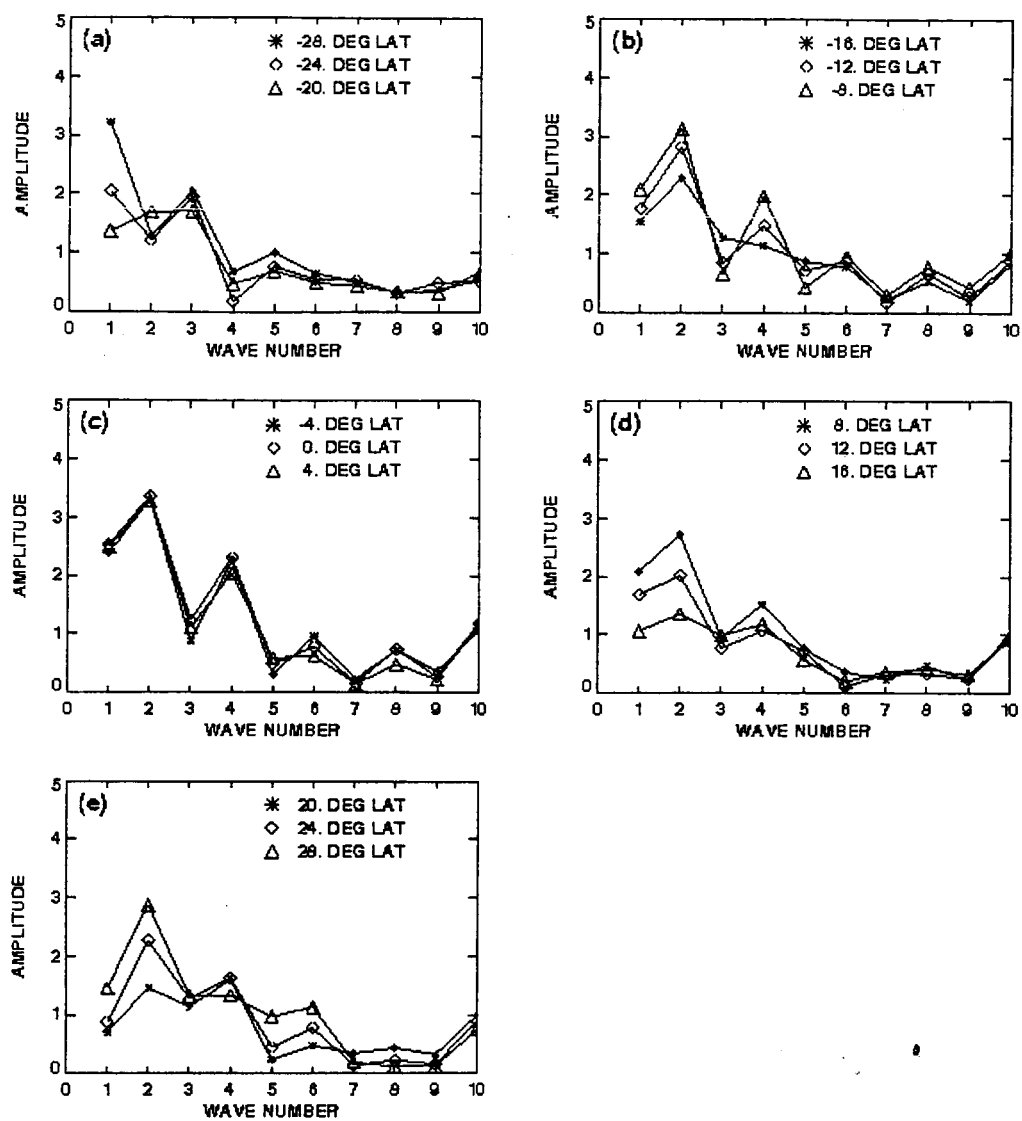 (a)
-28. DEG LAT
-24. DEG LAT
-20. DEG LAT
AMPLITUDE
5
4
3
2
1
0
0 1 2 3 4 5 6 7 8 9 10
WAVE NUMBER
(b)
-16. DEG LAT
-12. DEG LAT
-8. DEG LAT
AMPLITUDE
5
4
3
2
1
0
0 1 2 3 4 5 6 7 8 9 10
WAVE NUMBER
(c)
-4. DEG LAT
0. DEG LAT
4. DEG LAT
AMPLITUDE
5
4
3
2
1
0
0 1 2 3 4 5 6 7 8 9 10
WAVE NUMBER
(d)
8. DEG LAT
12. DEG LAT
16. DEG LAT
AMPLITUDE
5
4
3
2
1
0
0 1 2 3 4 5 6 7 8 9 10
WAVE NUMBER
(e)
20. DEG LAT
24. DEG LAT
28. DEG LAT
AMPLITUDE
5
4
3
2
1
0
0 1 2 3 4 5 6 7 8 9 10
WAVE NUMBER